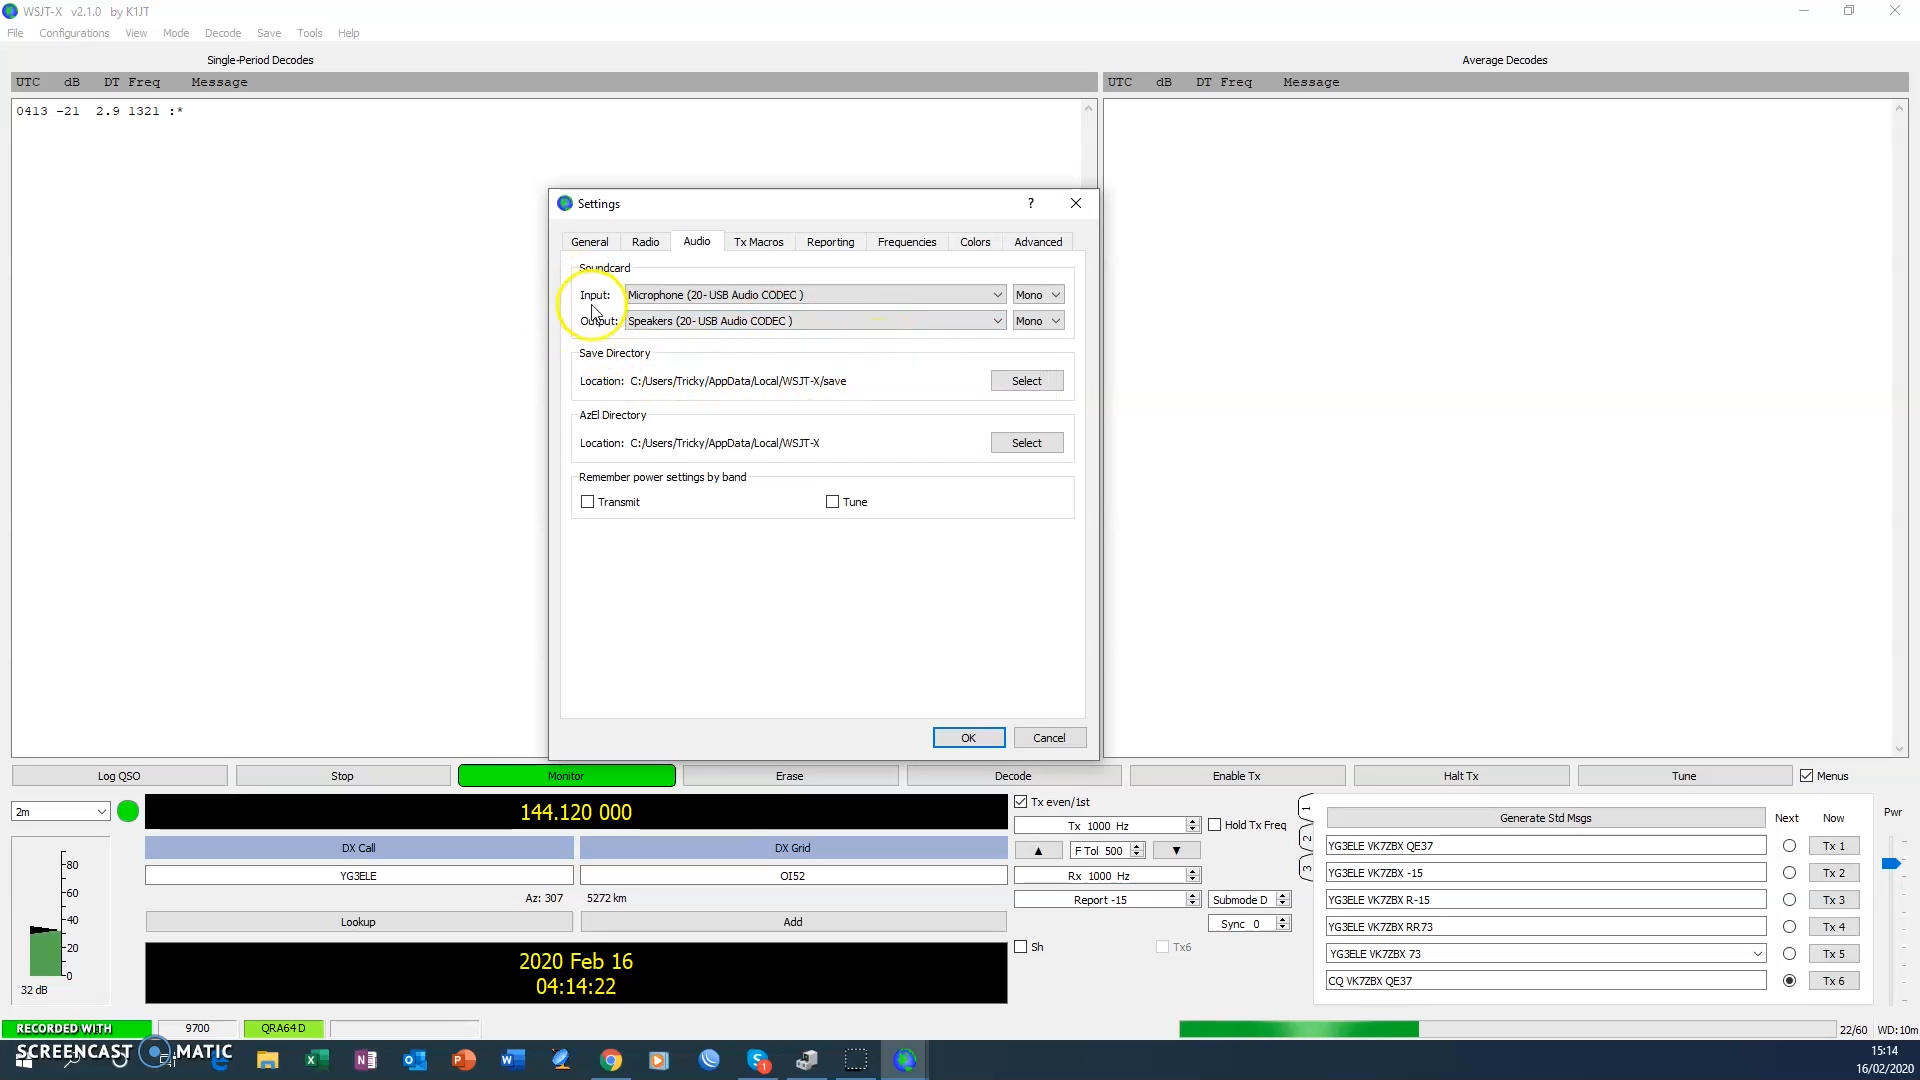 WSJT-X v2.1.0 by K1JT
File Configurations View Mode Decode Save Tools Help
Single-Period Decodes
Average Decodes
UTC dB DT Freq Message
UTC dB DT Freq Message
0413 -21 2.9 1321 :*
Settings
?
General Radio Audio Tx Macros Reporting Frequencies Colors Advanced
Soundcard
Input: Microphone (20- USB Audio CODEC ) Mono
Output: Speakers (20- USB Audio CODEC ) Mono
Save Directory
Location: C:/Users/Tricky/AppData/Local/WSJT-X/save Select
AzEl Directory
Location: C:/Users/Tricky/AppData/Local/WSJT-X Select
Remember power settings by band
Transmit Tune
OK Cancel
Log QSO Stop Monitor Erase Decode Enable Tx Halt Tx Tune Menus
2m
144.120 000
DX Call DX Grid
YG3ELE OI52
Az: 307 5272 km
Lookup Add
2020 Feb 16
04:14:22
-80
-60
-40
-20
-0
32 dB
Tx even/1st
Tx 1000 Hz Hold Tx Freq
F Tol 500
Rx 1000 Hz
Report -15 Submode D
Sync 0
Sh Tx6
1
2
3
Generate Std Msgs Next Now Pwr
YG3ELE VK7ZBX QE37 Tx 1
YG3ELE VK7ZBX -15 Tx 2
YG3ELE VK7ZBX R-15 Tx 3
YG3ELE VK7ZBX RR73 Tx 4
YG3ELE VK7ZBX 73 Tx 5
CQ VK7ZBX QE37 Tx 6
RECORDED WITH
SCREENCAST MATIC
9700 QRA64 D
22/60 WD:10m
15:14
16/02/2020